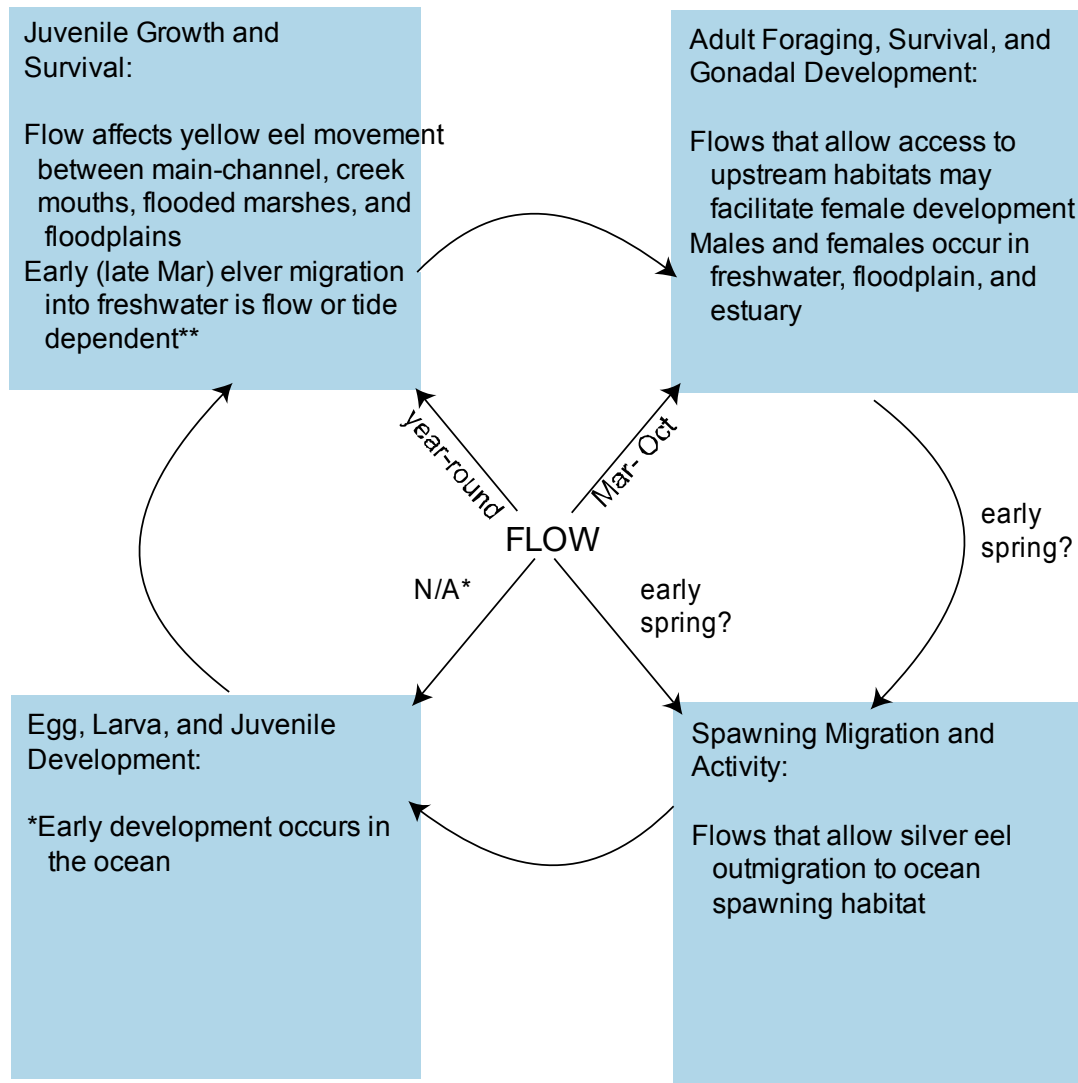 Juvenile Growth and
Survival:
Flow affects yellow eel movement
between main-channel, creek
mouths, flooded marshes, and
floodplains
Early (late Mar) elver migration
into freshwater is flow or tide
dependent**
Adult Foraging, Survival, and
Gonadal Development:
Flows that allow access to
upstream habitats may
facilitate female development
Males and females occur in
freshwater, floodplain, and
estuary
year-round
Mar- Oct
FLOW
early
spring?
N/A*
early
spring?
Egg, Larva, and Juvenile
Development:
*Early development occurs in
the ocean
Spawning Migration and
Activity:
Flows that allow silver eel
outmigration to ocean
spawning habitat